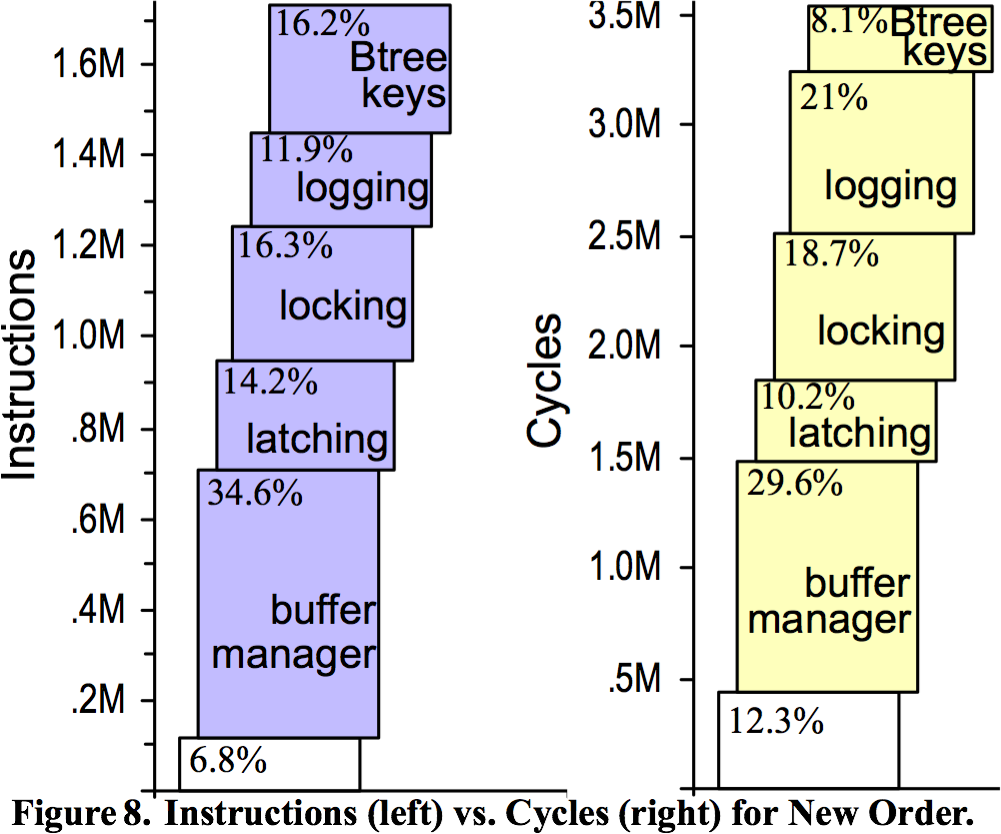 Instructions
1.6M
1.4M
1.2M
1.0M
.8M
.6M
.4M
.2M
16.2%
Btree
keys
11.9%
logging
16.3%
locking
14.2%
latching
34.6%
buffer
manager
6.8%
Cycles
3.5M
3.0M
2.5M
2.0M
1.5M
1.0M
.5M
8.1%
Btree
keys
21%
logging
18.7%
locking
10.2%
latching
29.6%
buffer
manager
12.3%
Figure 8. Instructions (left) vs. Cycles (right) for New Order.